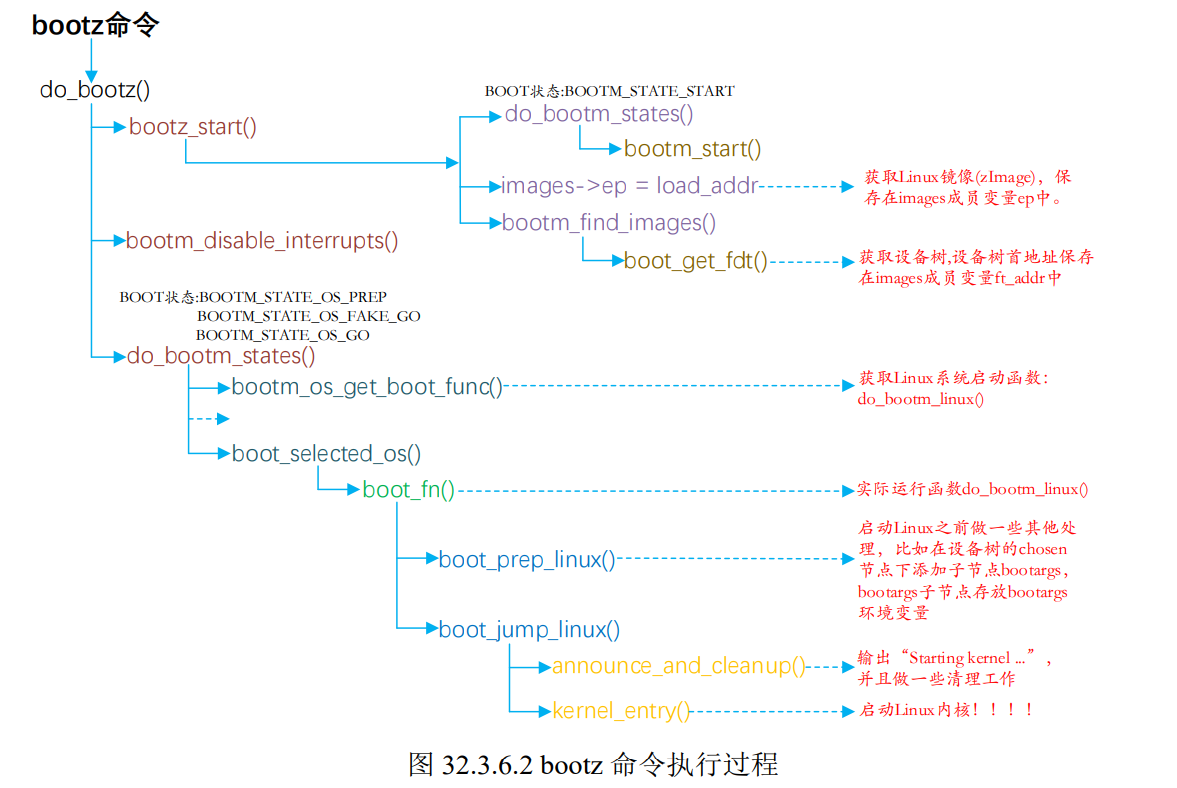 bootz命令
do_bootz()
bootz_start()
BOOT状态:BOOTM_STATE_START
do_bootm_states()
bootm_start()
images->ep = load_addr
获取Linux镜像(zImage)，保
存在images成员变量ep中。
bootm_find_images()
boot_get_fdt()
获取设备树,设备树首地址保存
在images成员变量ft_addr中
bootm_disable_interrupts()
BOOT状态:BOOTM_STATE_OS_PREP
BOOTM_STATE_OS_FAKE_GO
BOOTM_STATE_OS_GO
do_bootm_states()
bootm_os_get_boot_func()
获取Linux系统启动函数：
do_bootm_linux()
boot_selected_os()
boot_fn()
实际运行函数do_bootm_linux()
boot_prep_linux()
启动Linux之前做一些其他处
理，比如在设备树的chosen
节点下添加子节点bootargs，
bootargs子节点存放bootargs
环境变量
boot_jump_linux()
announce_and_cleanup()
输出“Starting kernel ...”，
并且做一些清理工作
kernel_entry()
启动Linux内核！！！！
图 32.3.6.2 bootz 命令执行过程